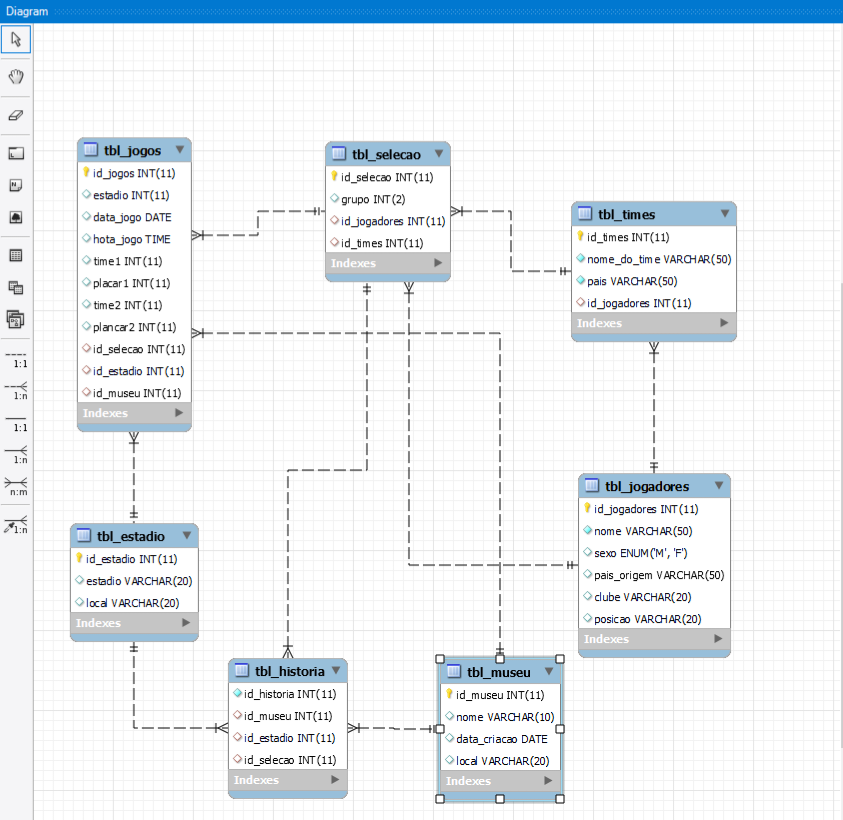 Diagram
1:1
1:n
1:1
1:n
n:m
1:n
tbl_jogos
id_jogos INT(11)
estadio INT(11)
data_jogo DATE
hota_jogo TIME
time1 INT(11)
placar1 INT(11)
time2 INT(11)
plancar2 INT(11)
id_selecao INT(11)
id_estadio INT(11)
id_museu INT(11)
Indexes
tbl_selecao
id_selecao INT(11)
grupo INT(2)
id_jogadores INT(11)
id_times INT(11)
Indexes
tbl_times
id_times INT(11)
nome_do_time VARCHAR(50)
pais VARCHAR(50)
id_jogadores INT(11)
Indexes
tbl_jogadores
id_jogadores INT(11)
nome VARCHAR(50)
sexo ENUM('M', 'F')
pais_origem VARCHAR(50)
clube VARCHAR(20)
posicao VARCHAR(20)
Indexes
tbl_estadio
id_estadio INT(11)
estadio VARCHAR(20)
local VARCHAR(20)
Indexes
tbl_historia
id_historia INT(11)
id_museu INT(11)
id_estadio INT(11)
id_selecao INT(11)
Indexes
tbl_museu
id_museu INT(11)
nome VARCHAR(10)
data_criacao DATE
local VARCHAR(20)
Indexes